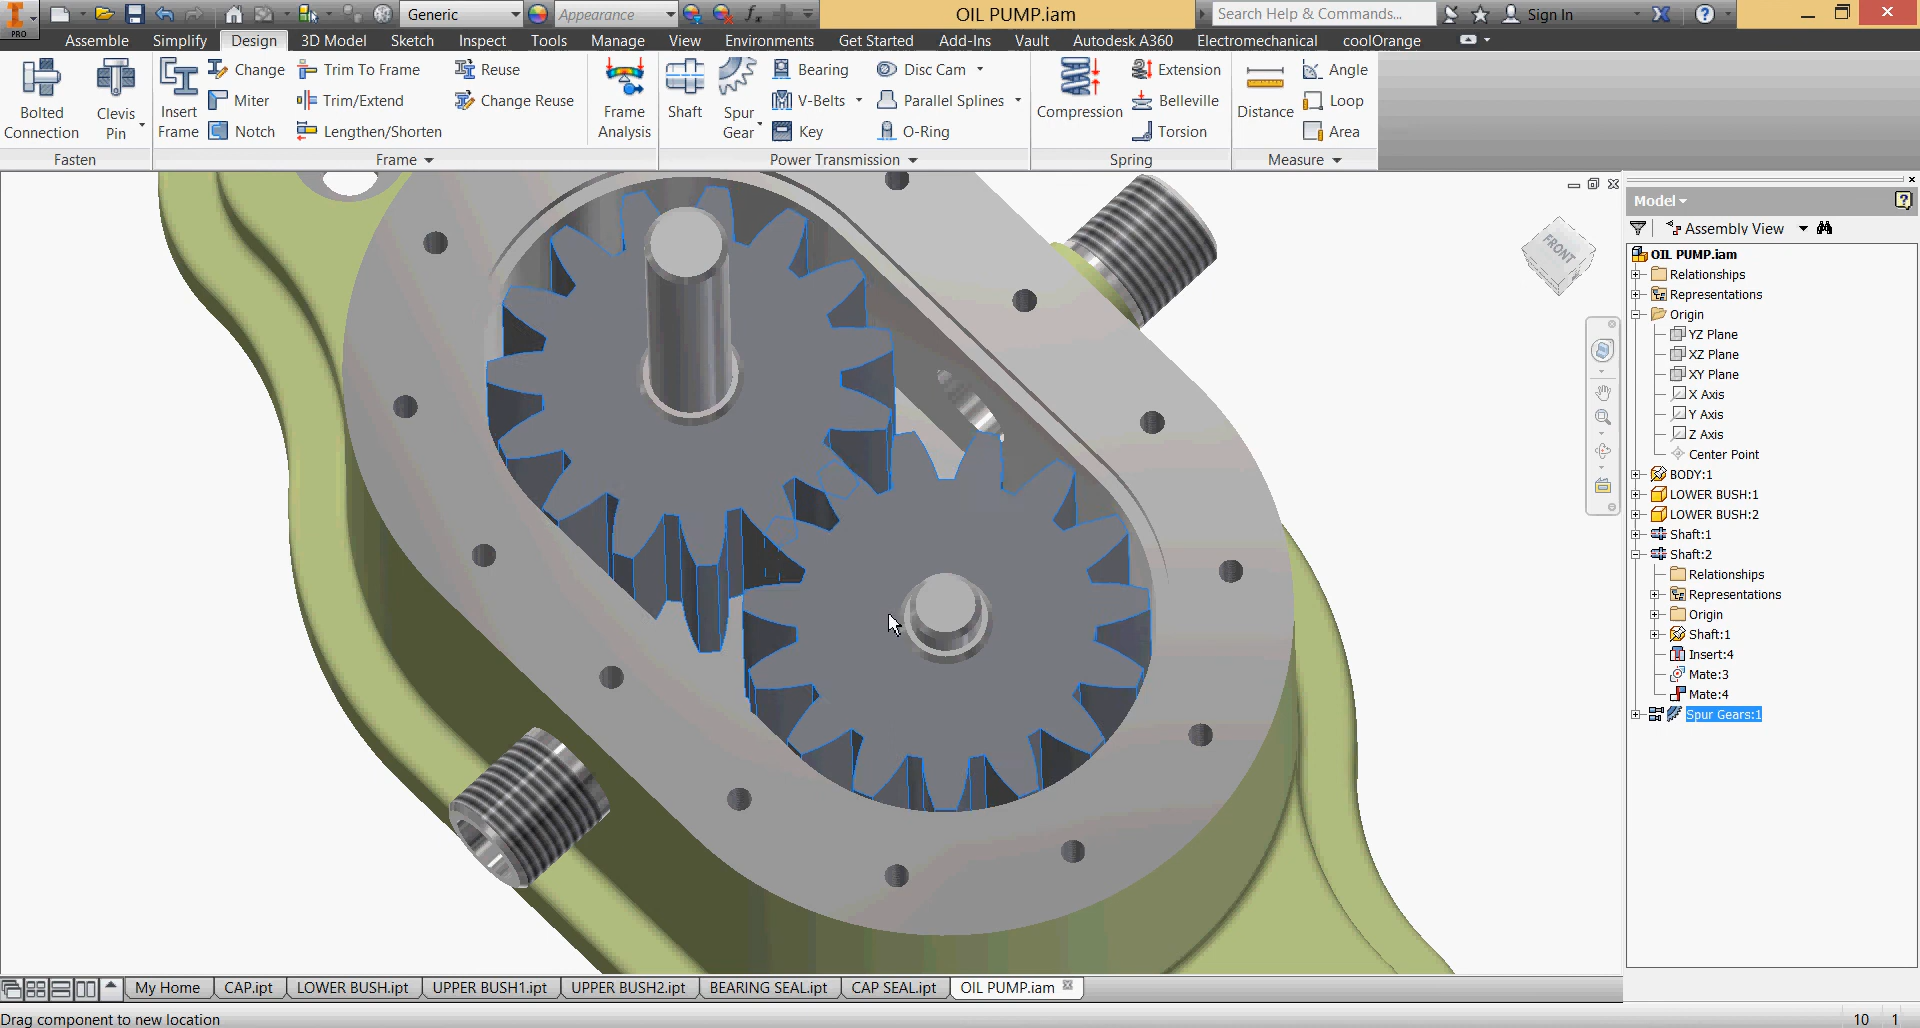 PRO
Generic
Appearance
OIL PUMP.iam
Search Help & Commands...
Sign In
Assemble Simplify Design 3D Model Sketch Inspect Tools Manage View Environments Get Started Add-Ins Vault Autodesk A360 Electromechanical coolOrange
Bolted Connection
Clevis Pin
Fasten
Insert Frame
Change
Miter
Notch
Trim To Frame
Trim/Extend
Lengthen/Shorten
Reuse
Change Reuse
Frame
Frame Analysis
Shaft
Spur Gear
Bearing
V-Belts
Key
Disc Cam
Parallel Splines
O-Ring
Power Transmission
Compression
Extension
Belleville
Torsion
Spring
Distance
Angle
Loop
Area
Measure
FRONT
Model
Assembly View
OIL PUMP.iam
Relationships
Representations
Origin
YZ Plane
XZ Plane
XY Plane
X Axis
Y Axis
Z Axis
Center Point
BODY:1
LOWER BUSH:1
LOWER BUSH:2
Shaft:1
Shaft:2
Relationships
Representations
Origin
Shaft:1
Insert:4
Mate:3
Mate:4
Spur Gears:1
My Home CAP.ipt LOWER BUSH.ipt UPPER BUSH1.ipt UPPER BUSH2.ipt BEARING SEAL.ipt CAP SEAL.ipt OIL PUMP.iam
Drag component to new location
10 1